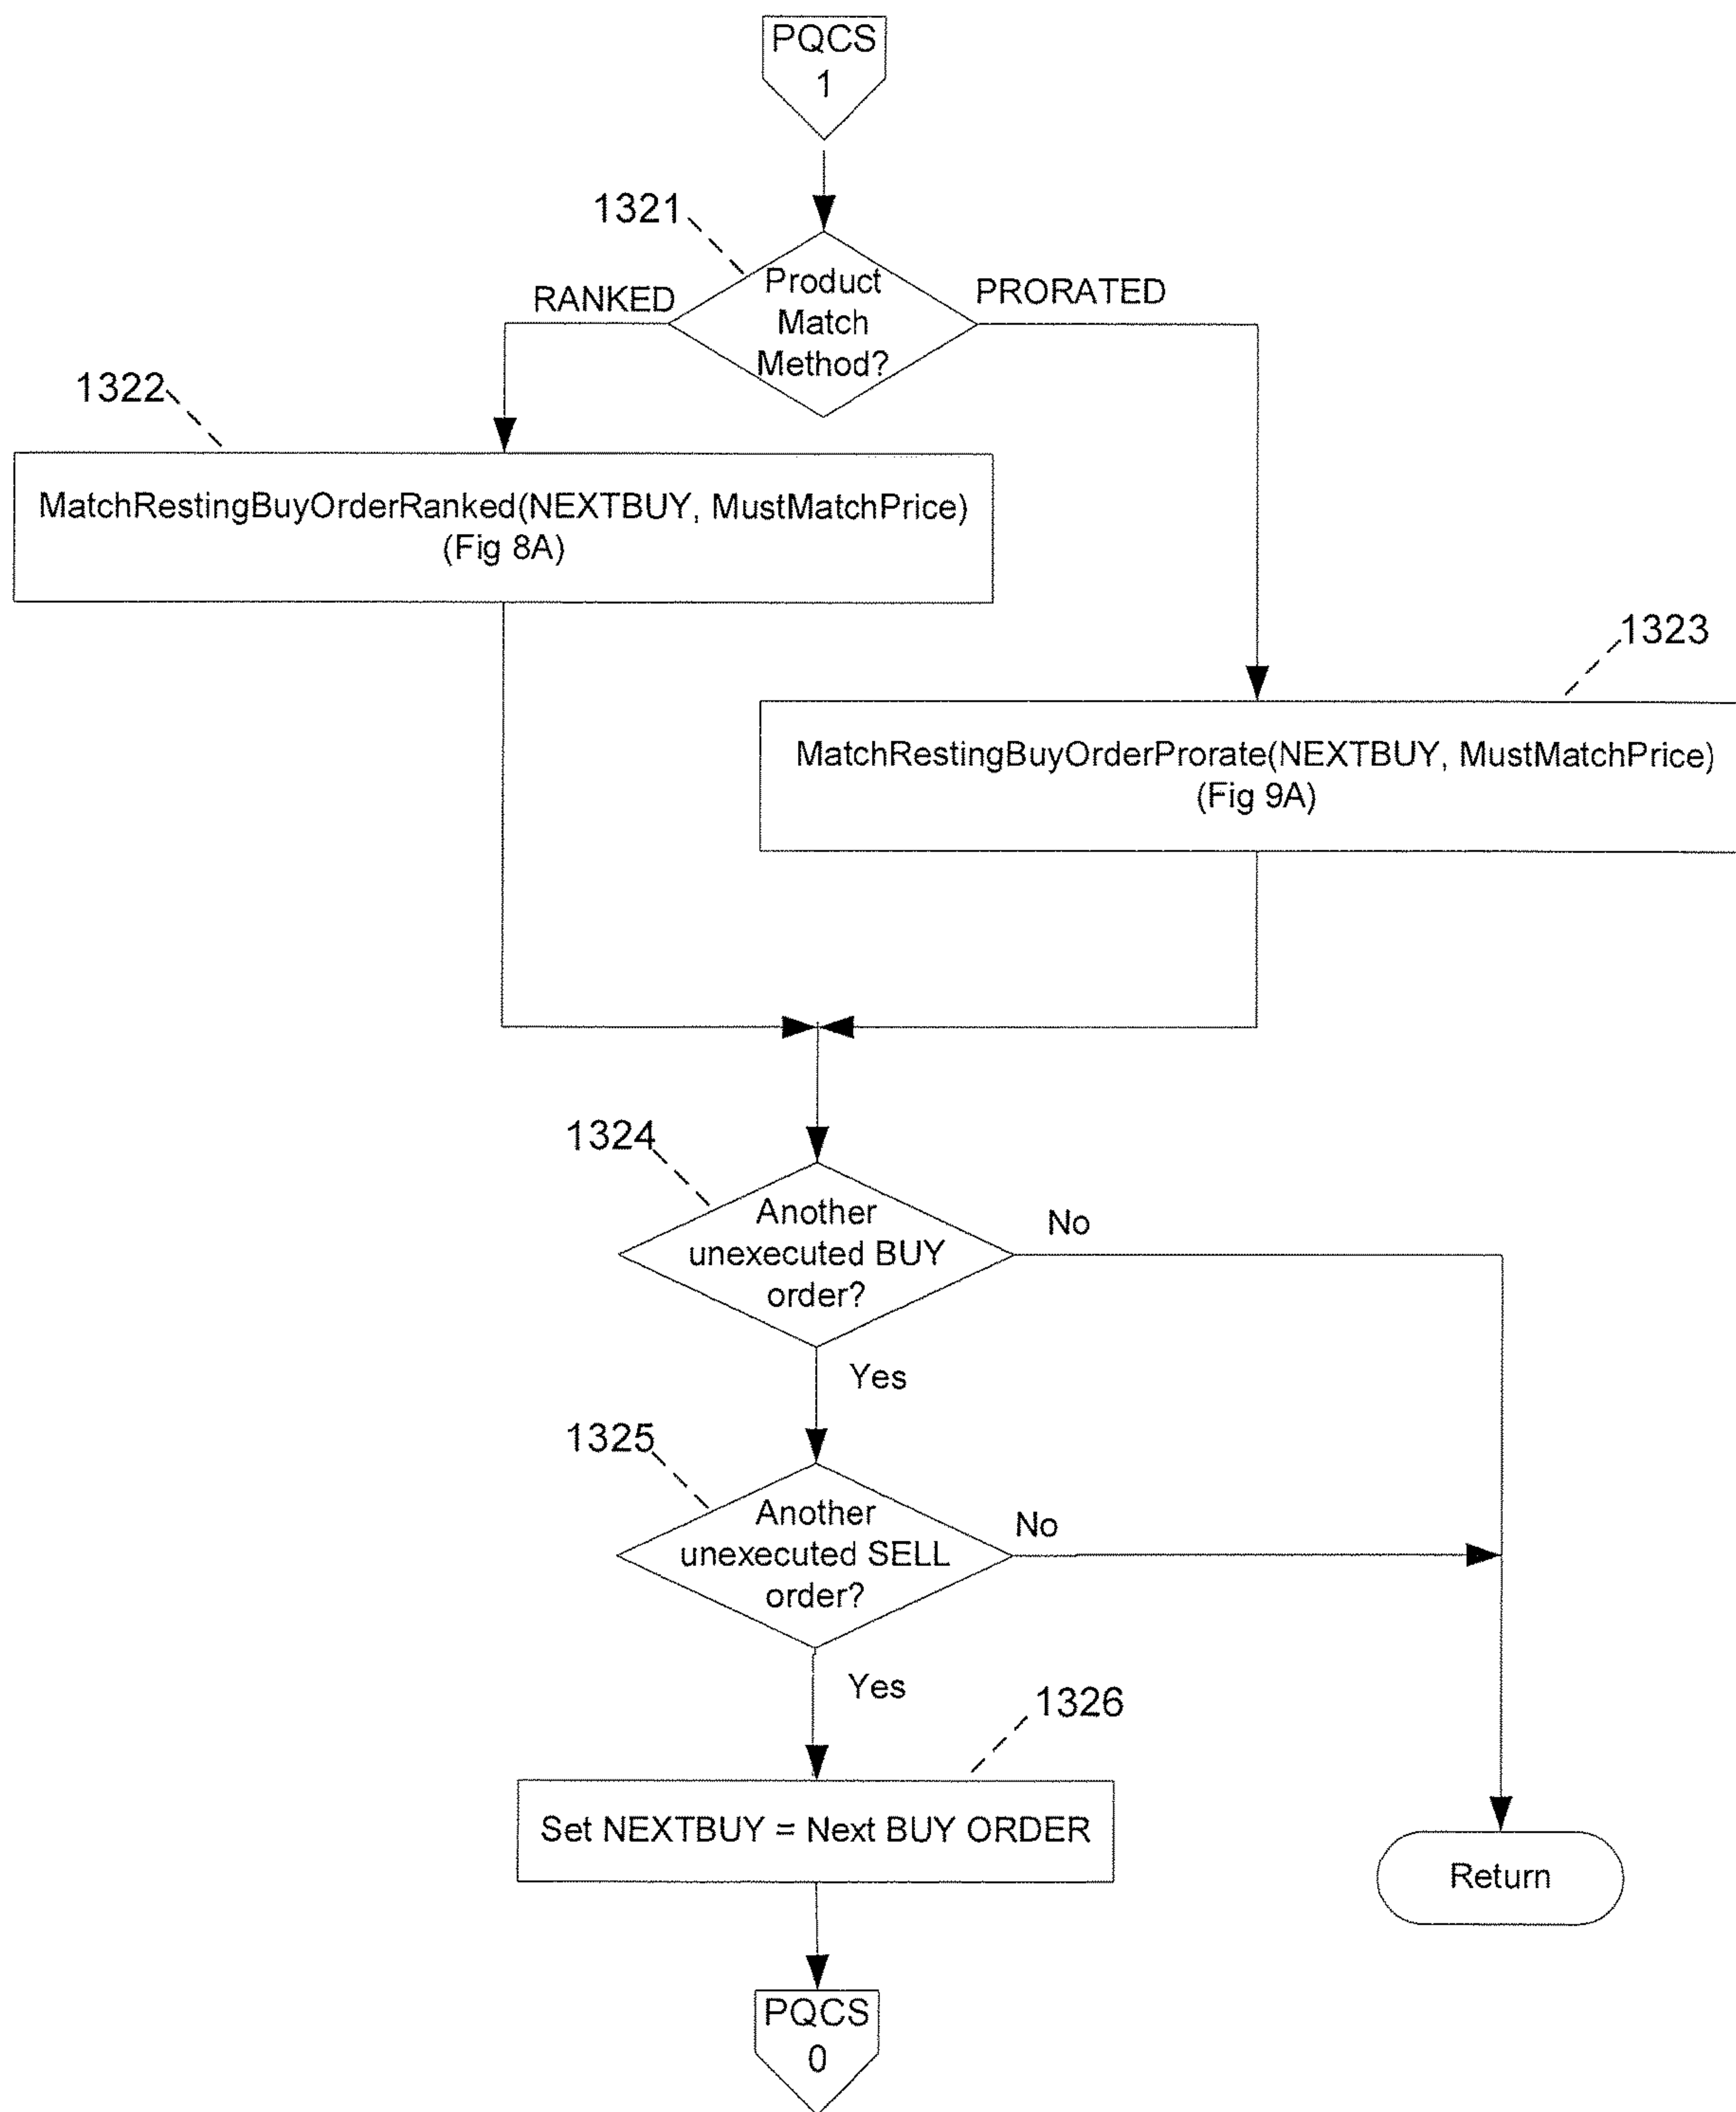 PQCS
1
1321
Product
Match
Method?
RANKED
PRORATED
1322
MatchRestingBuyOrderRanked(NEXTBUY, MustMatchPrice)
(Fig 8A)
1323
MatchRestingBuyOrderProrate(NEXTBUY, MustMatchPrice)
(Fig 9A)
1324
Another
unexecuted BUY
order?
No
Yes
1325
Another
unexecuted SELL
order?
No
Yes
1326
Set NEXTBUY = Next BUY ORDER
Return
PQCS
0